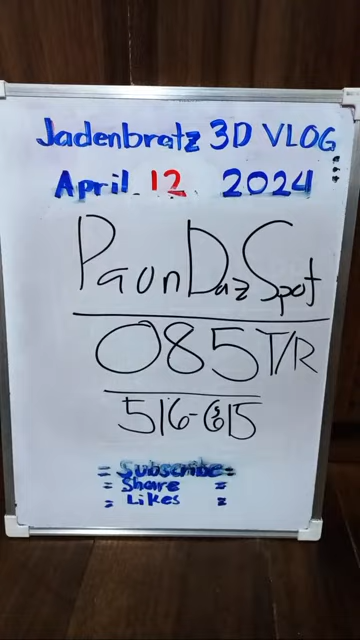 Jadenbratz 3D VLOG
April 12 2024
PaonDazSpot
085T/R
516-615
= Subscribe =
= Share =
= Likes =